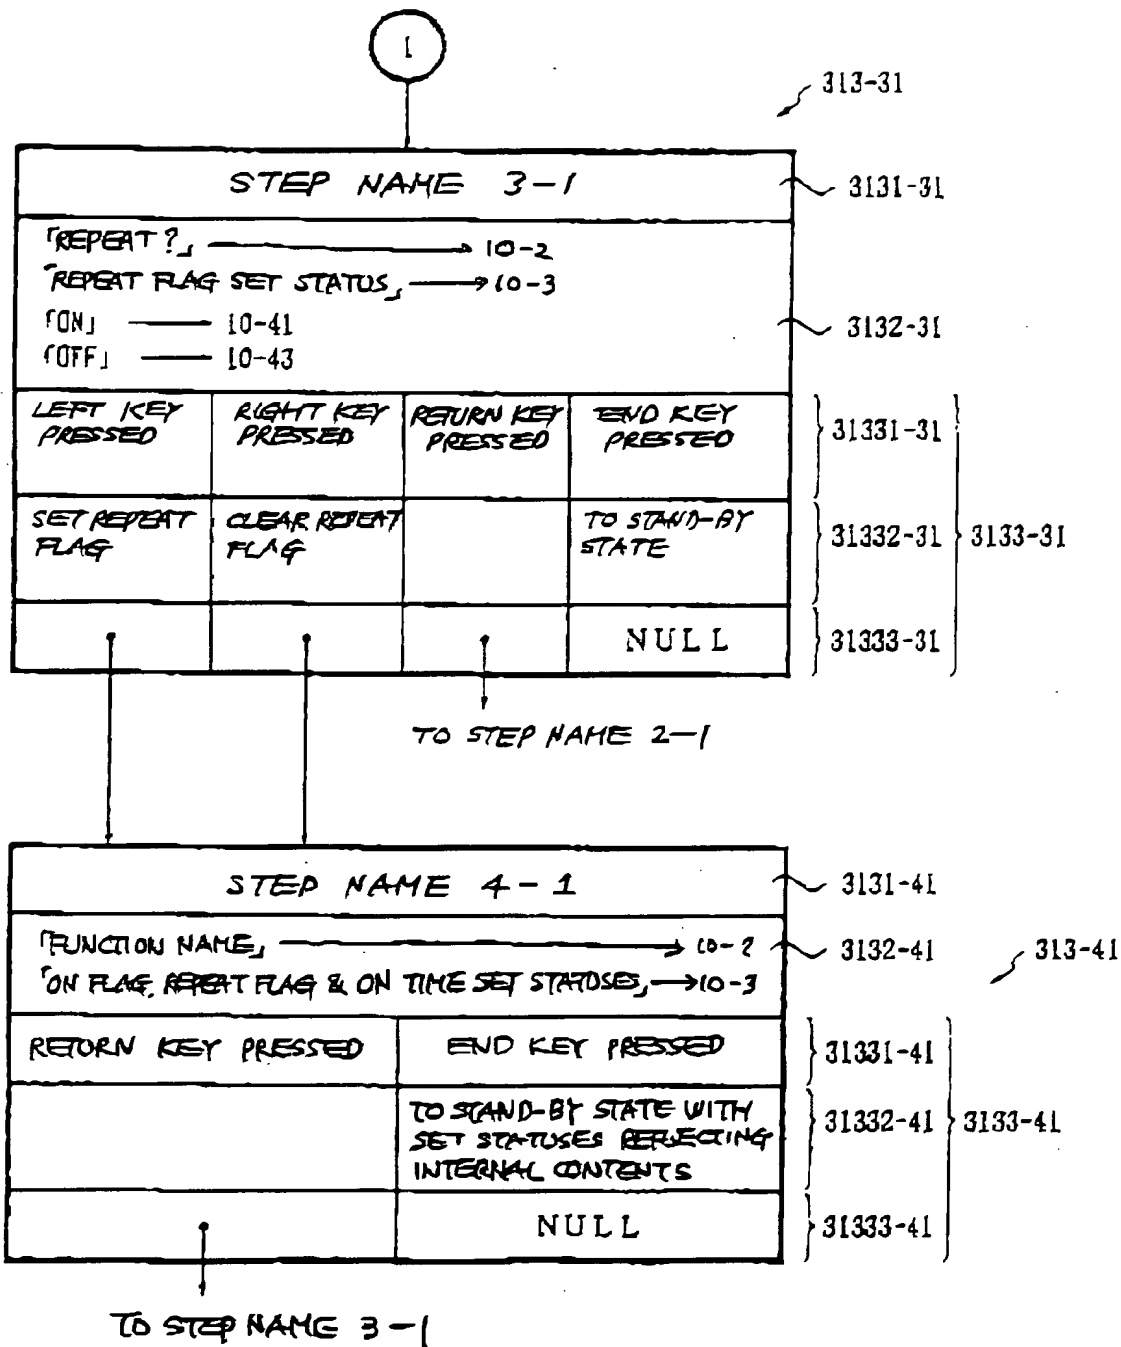 1
313-31
STEP NAME 3-1
3131-31
「REPEAT ?」 10-2
「REPEAT FLAG SET STATUS」 10-3
「ON」 10-41
「OFF」 10-43
3132-31
LEFT KEY PRESSED
RIGHT KEY PRESSED
RETURN KEY PRESSED
END KEY PRESSED
31331-31
SET REPEAT FLAG
CLEAR REPEAT FLAG
TO STAND-BY STATE
31332-31
3133-31
NULL
31333-31
TO STEP NAME 2-1
STEP NAME 4-1
3131-41
「FUNCTION NAME」 10-2
3132-41
313-41
「ON FLAG, REPEAT FLAG & ON TIME SET STATUSES」 10-3
RETURN KEY PRESSED
END KEY PRESSED
31331-41
TO STAND-BY STATE WITH
SET STATUSES REFLECTING
INTERNAL CONTENTS
31332-41
3133-41
NULL
31333-41
TO STEP NAME 3-1